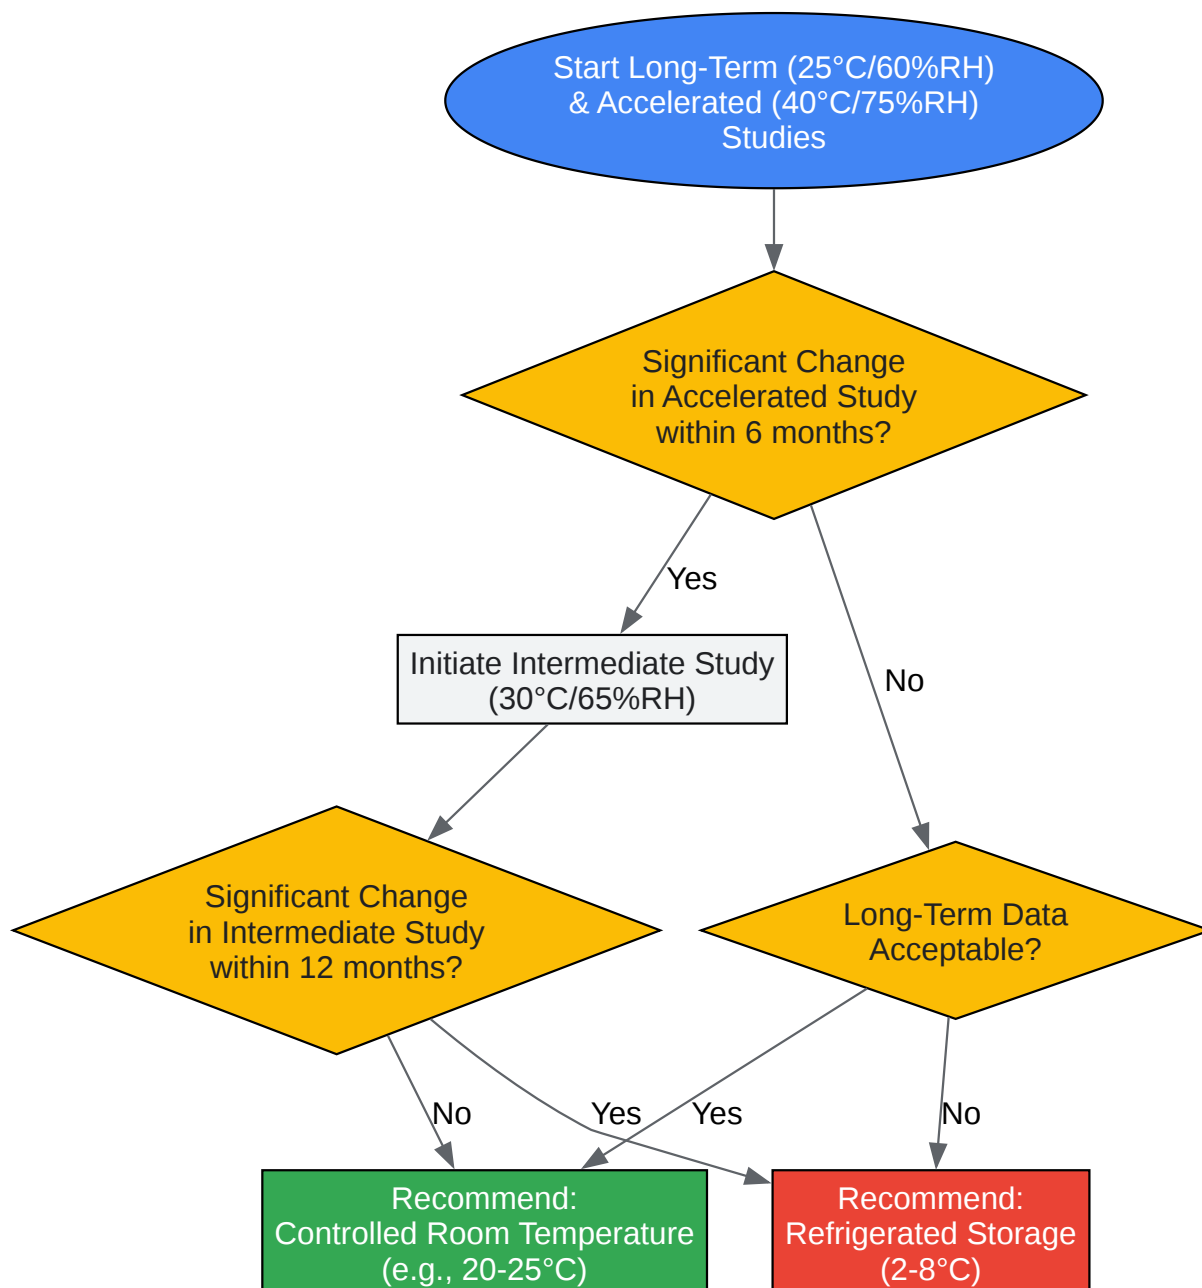 Start Long-Term (25°C/60%RH)
& Accelerated (40°C/75%RH)
Studies
Significant Change
in Accelerated Study
within 6 months?
Yes
Initiate Intermediate Study
(30°C/65%RH)
No
Significant Change
in Intermediate Study
within 12 months?
Long-Term Data
Acceptable?
No
Yes
Yes
No
Recommend:
Controlled Room Temperature
(e.g., 20-25°C)
Recommend:
Refrigerated Storage
(2-8°C)